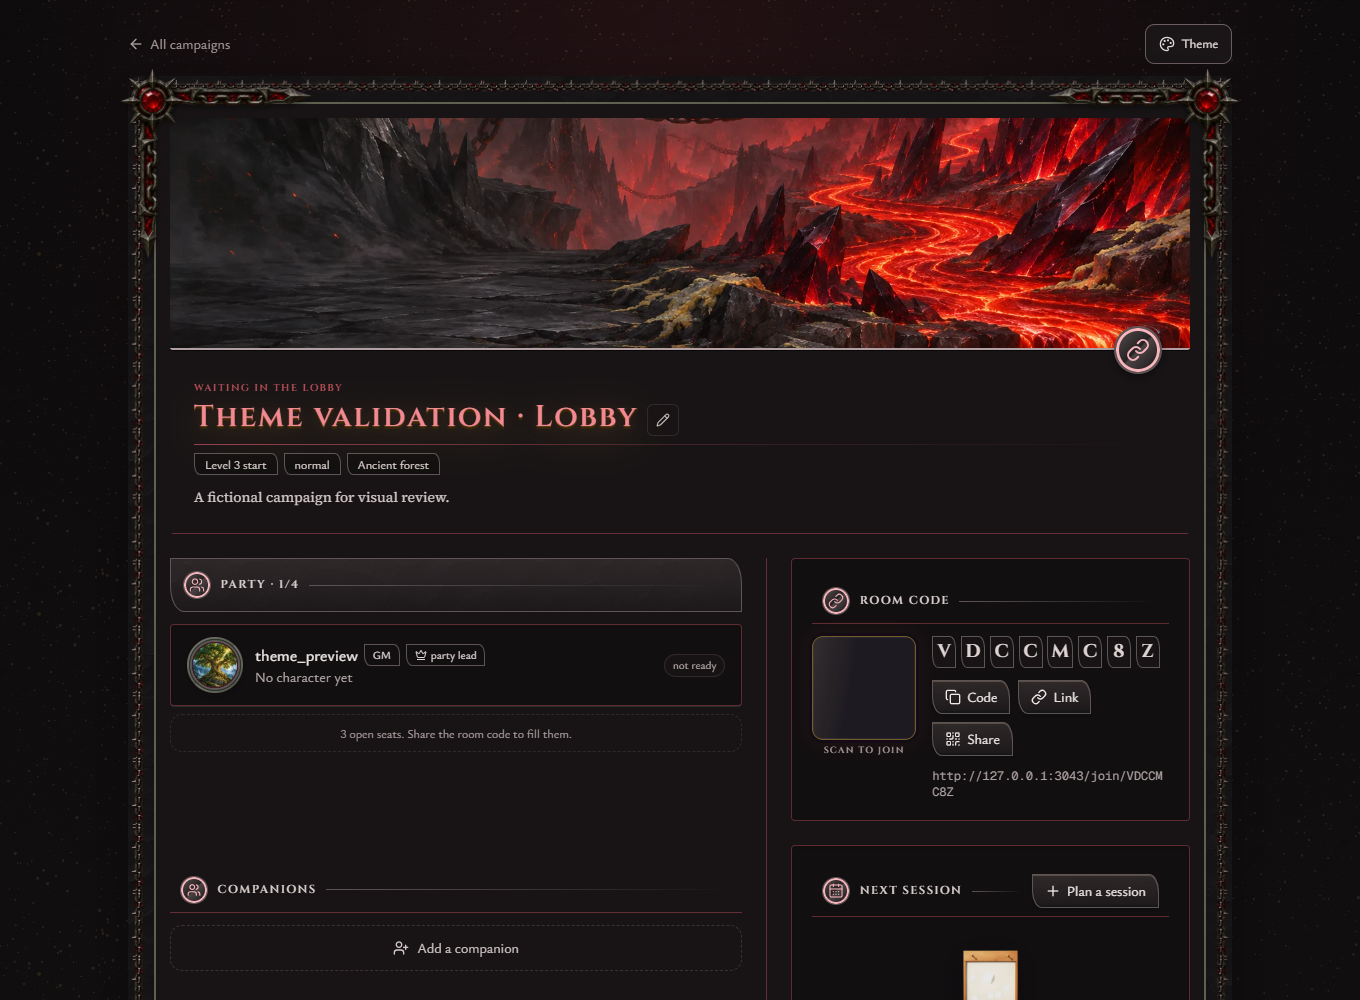 All campaigns
Theme
WAITING IN THE LOBBY
THEME VALIDATION · LOBBY
Level 3 start
normal
Ancient forest
A fictional campaign for visual review.
PARTY · 1/4
theme_preview
GM
party lead
No character yet
not ready
3 open seats. Share the room code to fill them.
COMPANIONS
Add a companion
ROOM CODE
V D C C M C 8 Z
Code
Link
Share
SCAN TO JOIN
http://127.0.0.1:3043/join/VDCCM
C8Z
NEXT SESSION
Plan a session